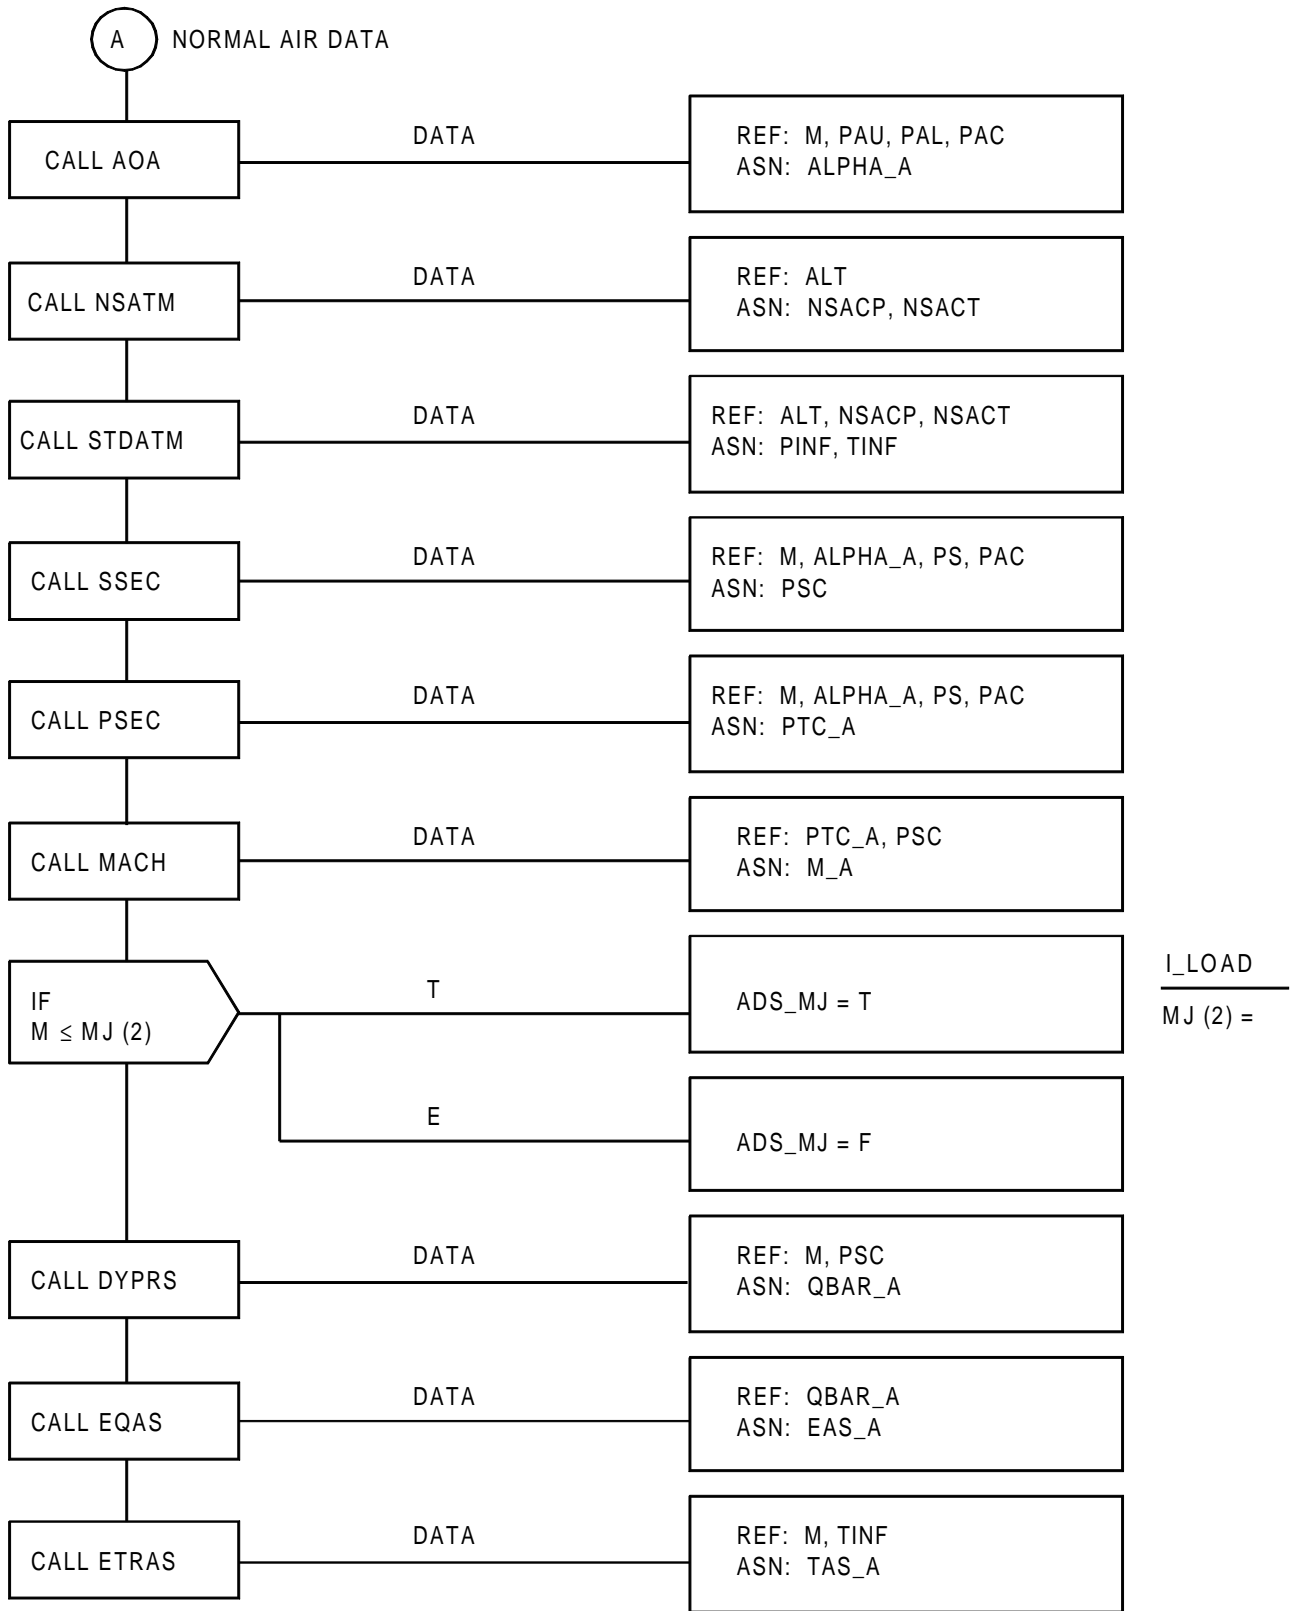 A NORMAL AIR DATA
CALL AOA
DATA
REF: M, PAU, PAL, PAC
ASN: ALPHA_A
CALL NSATM
DATA
REF: ALT
ASN: NSACP, NSACT
CALL STDATM
DATA
REF: ALT, NSACP, NSACT
ASN: PINF, TINF
CALL SSEC
DATA
REF: M, ALPHA_A, PS, PAC
ASN: PSC
CALL PSEC
DATA
REF: M, ALPHA_A, PS, PAC
ASN: PTC_A
CALL MACH
DATA
REF: PTC_A, PSC
ASN: M_A
IF
M ≤ MJ (2)
T
ADS_MJ = T
I_LOAD
MJ (2) =
E
ADS_MJ = F
CALL DYPRS
DATA
REF: M, PSC
ASN: QBAR_A
CALL EQAS
DATA
REF: QBAR_A
ASN: EAS_A
CALL ETRAS
DATA
REF: M, TINF
ASN: TAS_A